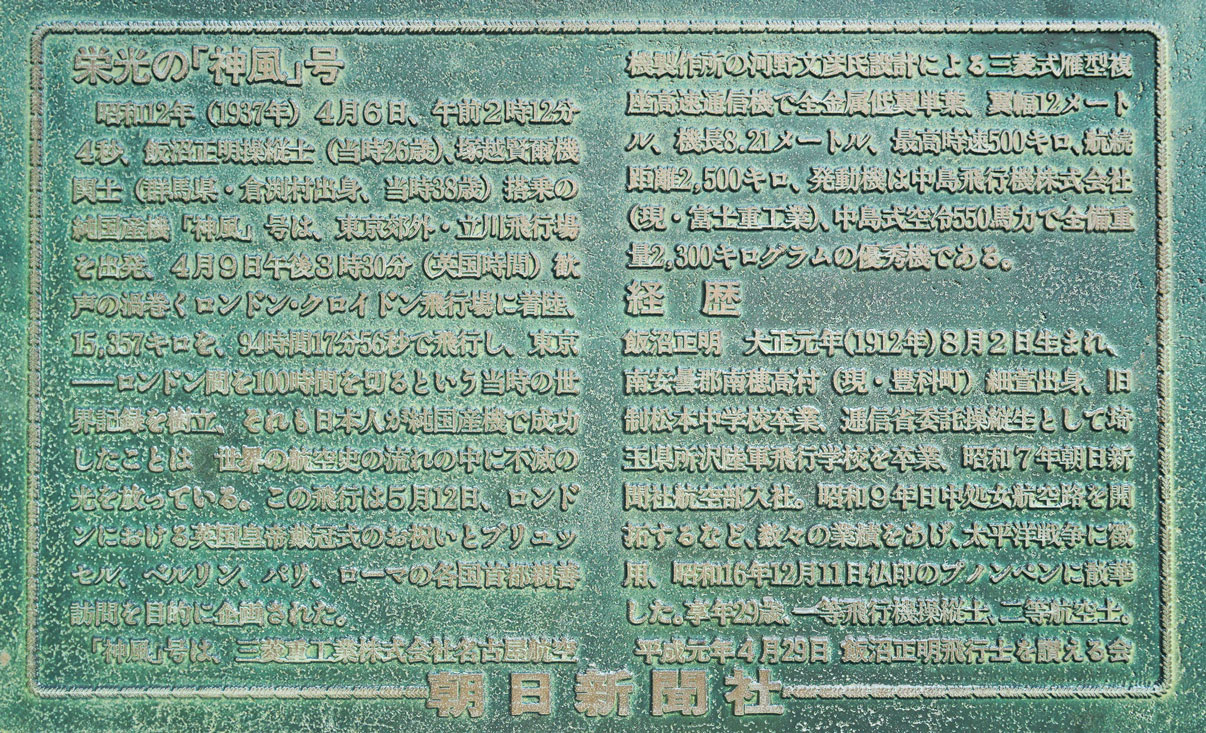 栄光の「神風」号
昭和12年(1937年)4月6日、午前2時12分
4秒、飯沼正明操縦士(当時26歳)、塚越賢爾機
関士(群馬県・倉渕村出身、当時38歳)搭乗の
純国産機「神風」号は、東京郊外・立川飛行場
を出発、4月9日午後3時30分(英国時間)歓
声の渦巻くロンドン・クロイドン飛行場に着陸、
15,357キロを、94時間17分56秒で飛行し、東京
──ロンドン間を100時間を切るという当時の世
界記録を樹立、それも日本人が純国産機で成功
したことは 世界の航空史の流れの中に不滅の
光を放っている。この飛行は5月12日、ロンド
ンにおける英国皇帝戴冠式のお祝いとブリュッ
セル、ベルリン、パリ、ローマの各国首都親善
訪問を目的に企画された。
「神風」号は、三菱重工業株式会社名古屋航空
機製作所の河野文彦氏設計による三菱式雁型複
座高速通信機で全金属低翼単葉、翼幅12メート
ル、機長8.21メートル、最高時速500キロ、航続
距離2,500キロ、発動機は中島飛行機株式会社
(現・富士重工業)、中島式空冷550馬力で全備重
量2,300キログラムの優秀機である。
経 歴
飯沼正明 大正元年(1912年)8月2日生まれ、
南安曇郡南穂高村(現・豊科町)細萱出身、旧
制松本中学校卒業、逓信省委託操縦生として埼
玉県所沢陸軍飛行学校を卒業、昭和7年朝日新
聞社航空部入社。昭和9年日中処女航空路を開
拓するなど、数々の業績をあげ、太平洋戦争に徴
用、昭和16年12月11日仏印のプノンペンに散華
した。享年29歳、一等飛行機操縦士、二等航空士。
平成元年4月29日 飯沼正明飛行士を讃える会
朝日新聞社